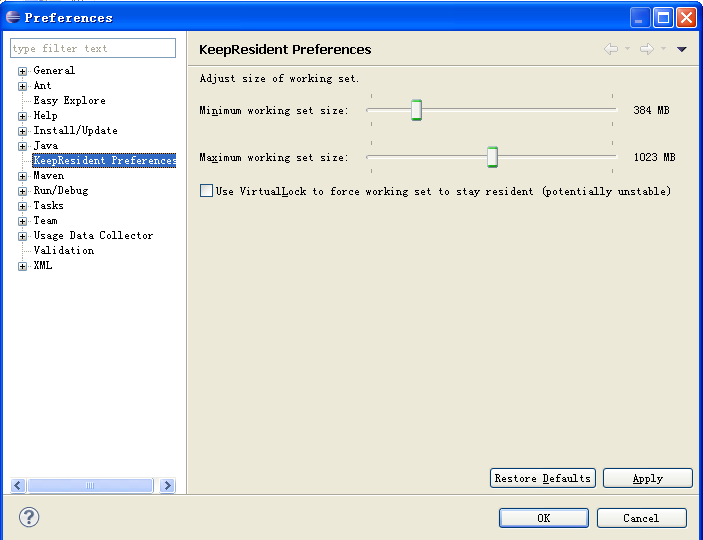 Preferences
type filter text
General
Ant
Easy Explore
Help
Install/Update
Java
KeepResident Preferences
Maven
Run/Debug
Tasks
Team
Usage Data Collector
Validation
XML
KeepResident Preferences
Adjust size of working set.
Minimum working set size: 384 MB
Maximum working set size: 1023 MB
Use VirtualLock to force working set to stay resident (potentially unstable)
Restore Defaults Apply
OK Cancel